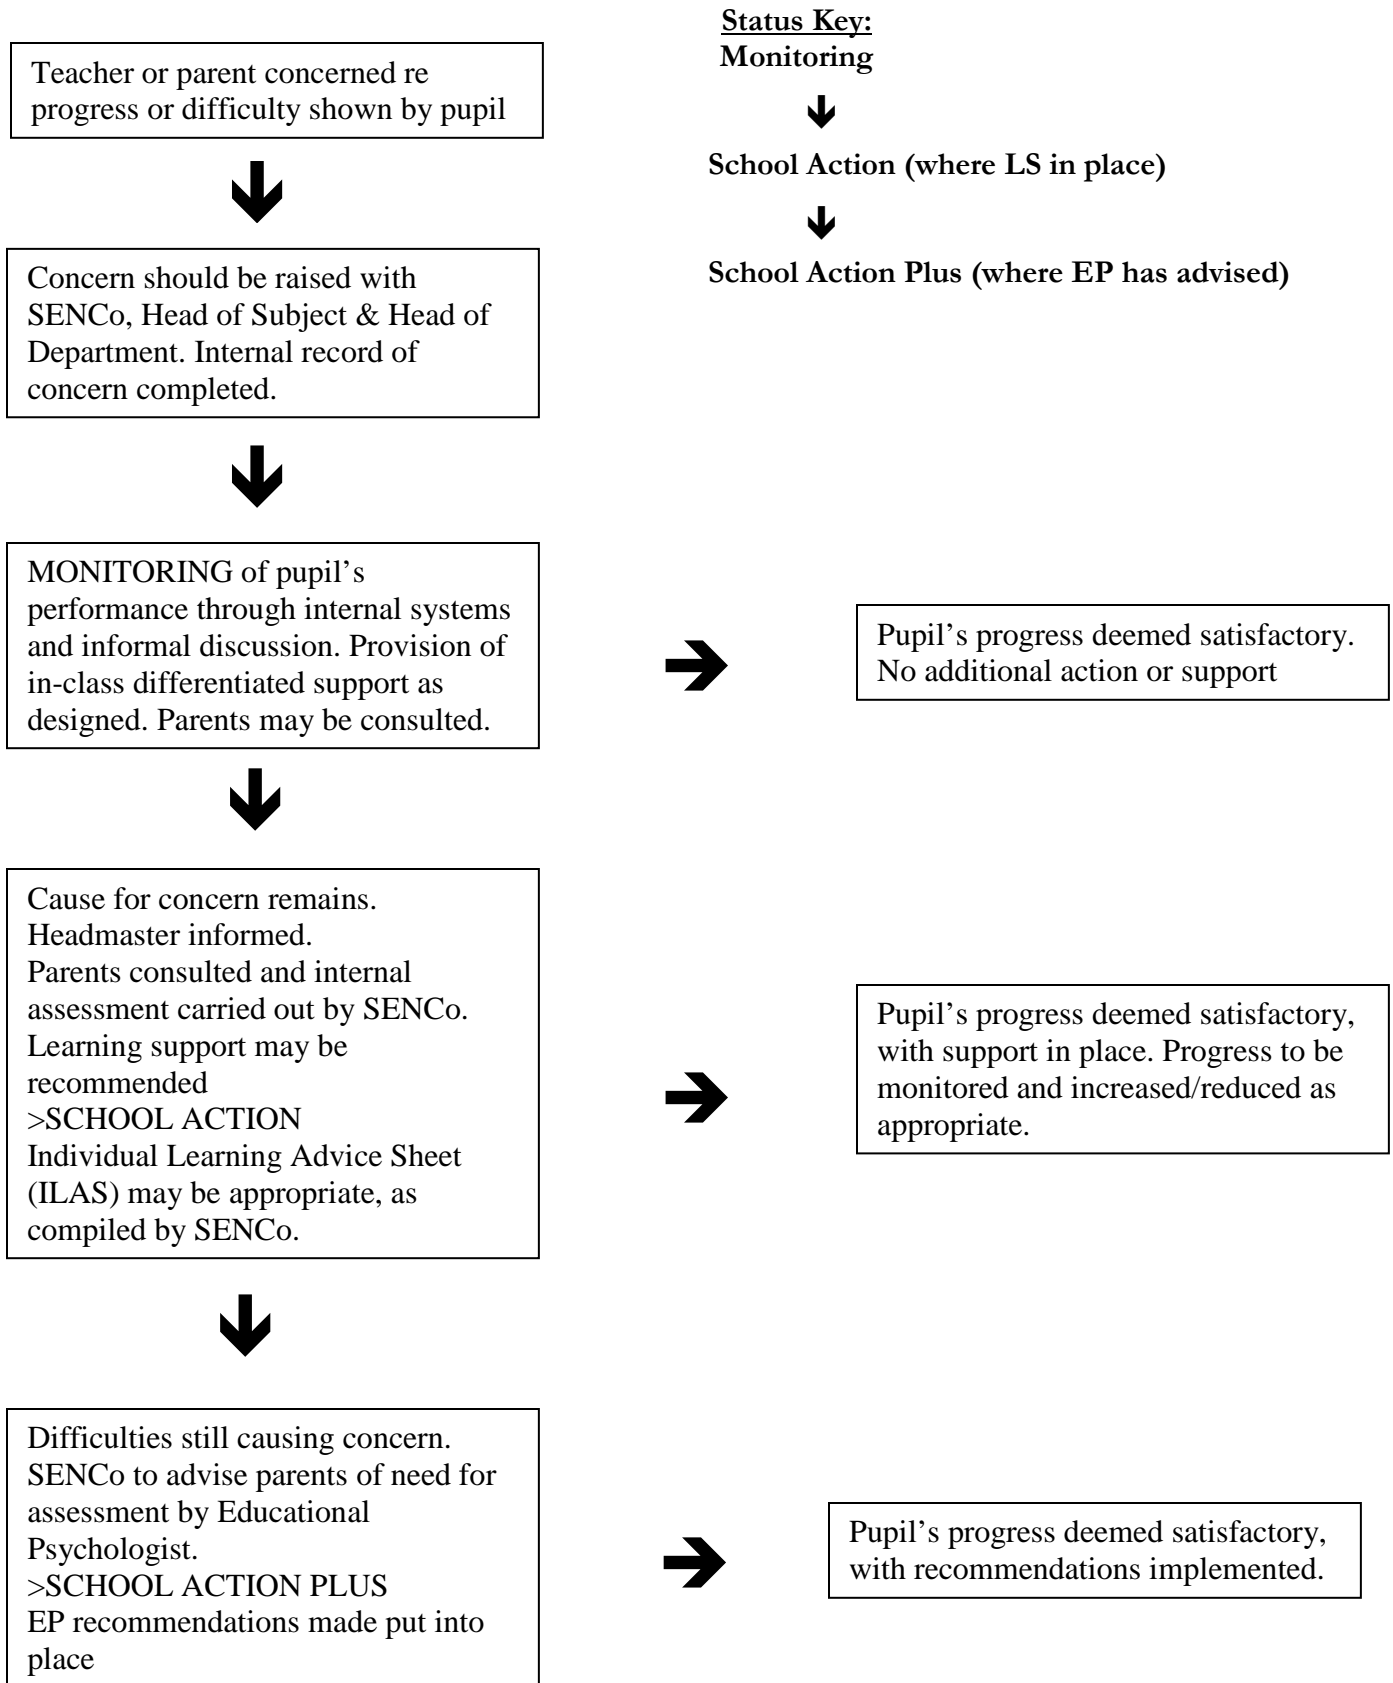 Status Key:
Monitoring
School Action (where LS in place)
School Action Plus (where EP has advised)
Teacher or parent concerned re
progress or difficulty shown by pupil
Concern should be raised with
SENCo, Head of Subject & Head of
Department. Internal record of
concern completed.
MONITORING of pupil’s
performance through internal systems
and informal discussion. Provision of
in-class differentiated support as
designed. Parents may be consulted.
Pupil’s progress deemed satisfactory.
No additional action or support
Cause for concern remains.
Headmaster informed.
Parents consulted and internal
assessment carried out by SENCo.
Learning support may be
recommended
>SCHOOL ACTION
Individual Learning Advice Sheet
(ILAS) may be appropriate, as
compiled by SENCo.
Pupil’s progress deemed satisfactory,
with support in place. Progress to be
monitored and increased/reduced as
appropriate.
Difficulties still causing concern.
SENCo to advise parents of need for
assessment by Educational
Psychologist.
>SCHOOL ACTION PLUS
EP recommendations made put into
place
Pupil’s progress deemed satisfactory,
with recommendations implemented.